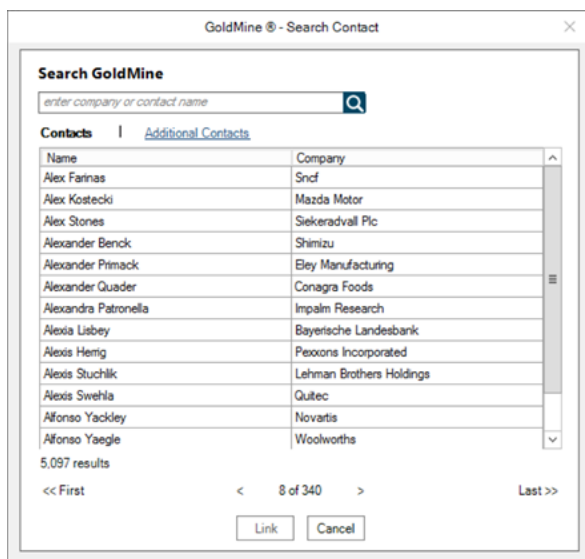 GoldMine ® - Search Contact
Search GoldMine
enter company or contact name
Contacts | Additional Contacts
Name Company
Alex Farinas Sncf
Alex Kostecki Mazda Motor
Alex Stones Siekeradvall Plc
Alexander Benck Shimizu
Alexander Primack Eley Manufacturing
Alexander Quader Conagra Foods
Alexandra Patronella Impalm Research
Alexia Lisbey Bayerische Landesbank
Alexis Herrig Pexxons Incorporated
Alexis Stuchlik Lehman Brothers Holdings
Alexis Swehla Quitec
Alfonso Yackley Novartis
Alfonso Yaegle Woolworths
5,097 results
<< First < 8 of 340 > Last >>
Link Cancel